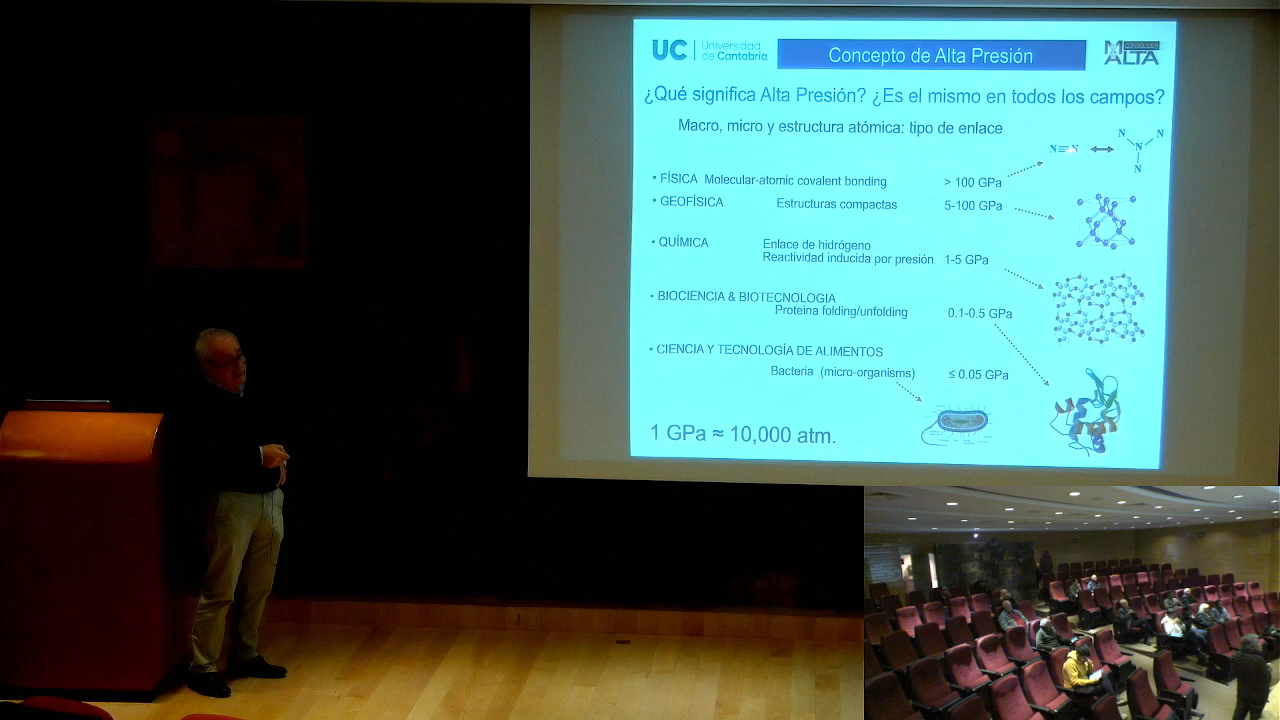 UC Universidad de Cantabria
Concepto de Alta Presión
CONSOLIDER
MALTA
¿Qué significa Alta Presión? ¿Es el mismo en todos los campos?
Macro, micro y estructura atómica: tipo de enlace
N≡N ↔ N N N N
• FÍSICA Molecular-atomic covalent bonding > 100 GPa
• GEOFÍSICA Estructuras compactas 5-100 GPa
• QUÍMICA Enlace de hidrógeno
Reactividad inducida por presión 1-5 GPa
• BIOCIENCIA & BIOTECNOLOGIA
Proteina folding/unfolding 0.1-0.5 GPa
• CIENCIA Y TECNOLOGÍA DE ALIMENTOS
Bacteria (micro-organisms) ≤ 0.05 GPa
1 GPa ≈ 10,000 atm.